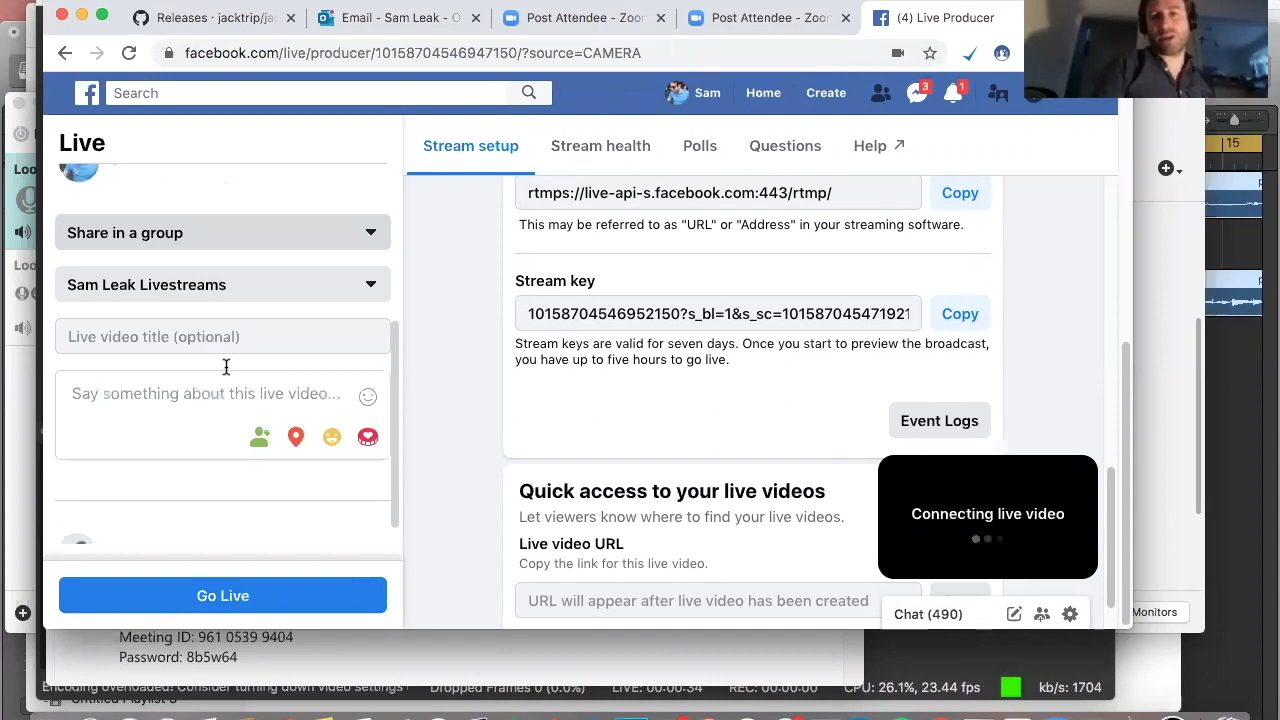 Releases · jacktrip/jac
Email - Sam Leak - O
Post Attendee - Zoom
Post Attendee - Zoom
(4) Live Producer
facebook.com/live/producer/10158704546947150/?source=CAMERA
Search
Sam
Home
Create
3
1
Live
Stream setup
Stream health
Polls
Questions
Help
15
Loo
Loo
rtmps://live-api-s.facebook.com:443/rtmp/
Copy
This may be referred to as "URL" or "Address" in your streaming software.
Share in a group
Sam Leak Livestreams
Live video title (optional)
Say something about this live video...
Stream key
10158704546952150?s_bl=1&s_sc=101587045471921
Copy
Stream keys are valid for seven days. Once you start to preview the broadcast,
you have up to five hours to go live.
Event Logs
Quick access to your live videos
Let viewers know where to find your live videos.
Live video URL
Copy the link for this live video.
URL will appear after live video has been created
Connecting live video
Go Live
Chat (490)
Monitors
Meeting ID: 961 0539 9404
Password: 8b5w64
Encoding overloaded! Consider turning down video settings
Dropped Frames 0 (0.0%)
LIVE: 00:00:34
REC: 00:00:00
CPU: 26.1%, 23.44 fps
kb/s: 1704
Untitled Playlist